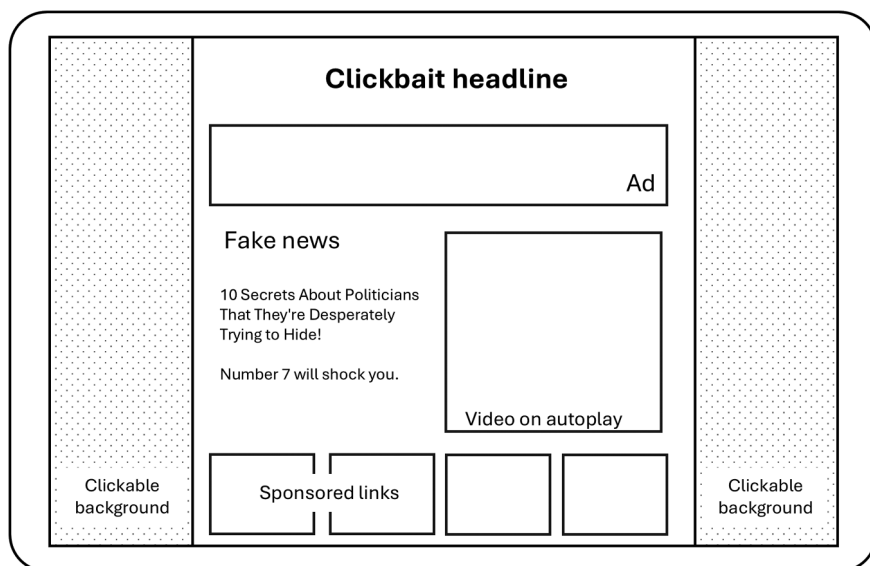 Clickbait headline
Ad
Fake news
10 Secrets About Politicians
That They're Desperately
Trying to Hide!
Number 7 will shock you.
Video on autoplay
Clickable
background
Sponsored links
Clickable
background